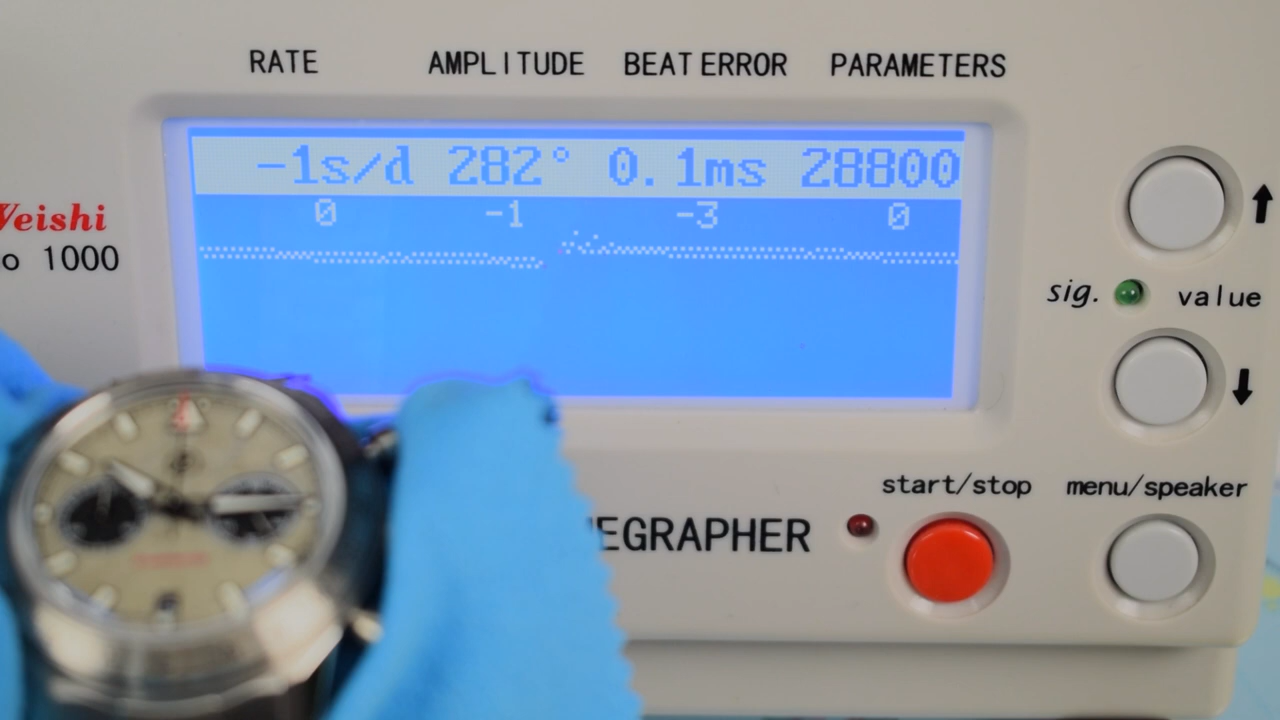 RATE AMPLITUDE BEAT ERROR PARAMETERS
-1s/d 282° 0.1ms 28800
0 -1 -3 0
Weishi
o 1000
sig. value
start/stop menu/speaker
EGRAPHER